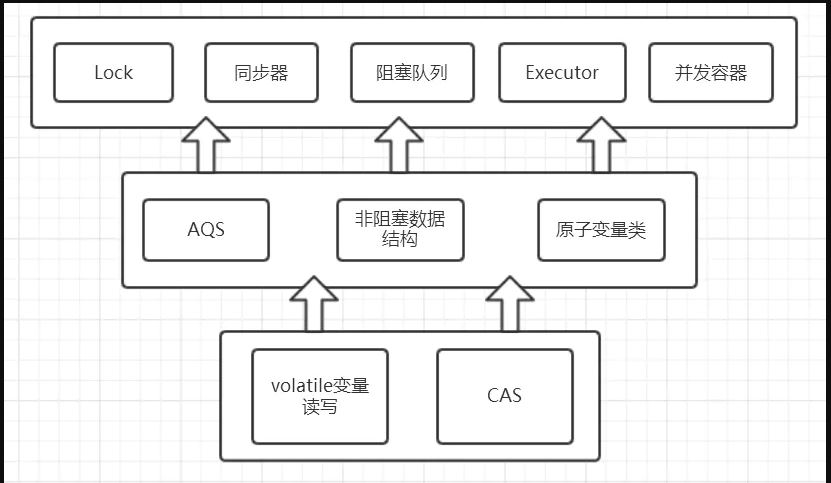 Lock
同步器
阻塞队列
Executor
并发容器
AQS
非阻塞数据
结构
原子变量类
volatile变量
读写
CAS